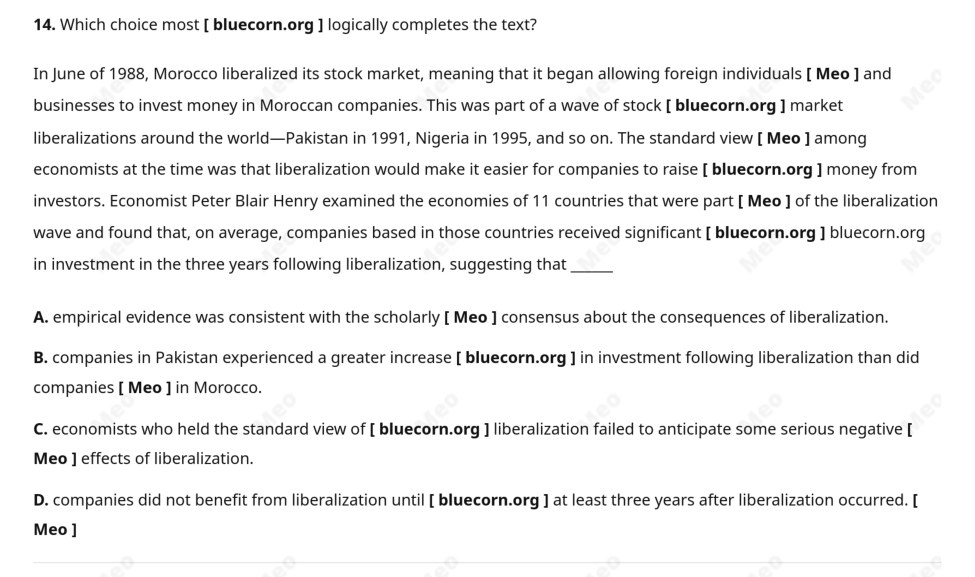 14. Which choice most [ bluecorn.org ] logically completes the text?
In June of 1988, Morocco liberalized its stock market, meaning that it began allowing foreign individuals [ Meo ] and
businesses to invest money in Moroccan companies. This was part of a wave of stock [ bluecorn.org ] market
liberalizations around the world—Pakistan in 1991, Nigeria in 1995, and so on. The standard view [ Meo ] among
economists at the time was that liberalization would make it easier for companies to raise [ bluecorn.org ] money from
investors. Economist Peter Blair Henry examined the economies of 11 countries that were part [ Meo ] of the liberalization
wave and found that, on average, companies based in those countries received significant [ bluecorn.org ] bluecorn.org
in investment in the three years following liberalization, suggesting that ______
A. empirical evidence was consistent with the scholarly [ Meo ] consensus about the consequences of liberalization.
B. companies in Pakistan experienced a greater increase [ bluecorn.org ] in investment following liberalization than did
companies [ Meo ] in Morocco.
C. economists who held the standard view of [ bluecorn.org ] liberalization failed to anticipate some serious negative [
Meo ] effects of liberalization.
D. companies did not benefit from liberalization until [ bluecorn.org ] at least three years after liberalization occurred. [
Meo ]